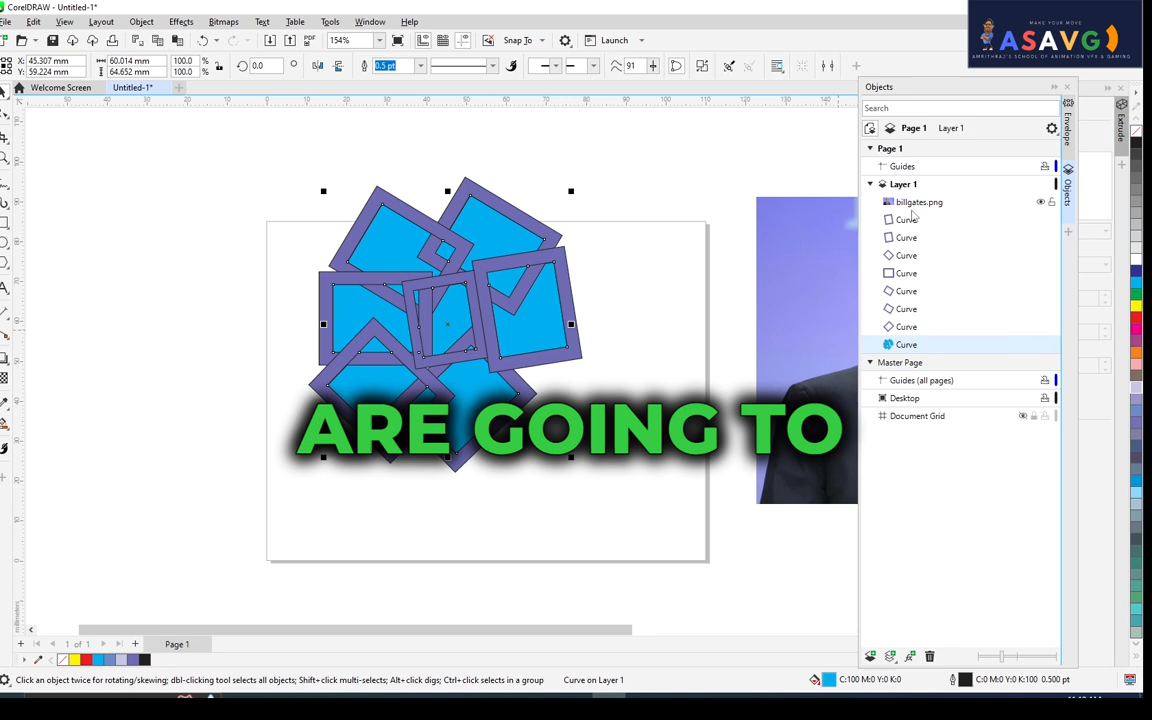 CorelDRAW - Untitled-1*
File Edit View Layout Object Effects Bitmaps Text Table Tools Window Help
154% Snap To Launch
X: 45.307 mm 60.014 mm 100.0 % 0.0 0.5 pt 91
Y: 59.224 mm 64.652 mm 100.0 %
Welcome Screen Untitled-1*
MAKE YOUR MOVE
ASAVG
AMRITHRAJ'S SCHOOL OF ANIMATION VFX & GAMING
Objects
Search
Page 1 Layer 1
Page 1
Guides
Layer 1
billgates.png
Curve
Curve
Curve
Curve
Curve
Curve
Curve
Curve
Master Page
Guides (all pages)
Desktop
Document Grid
Envelope
Objects
Extrude
ARE GOING TO
1 of 1 Page 1
Click an object twice for rotating/skewing; dbl-clicking tool selects all objects; Shift+click multi-selects; Alt+click digs; Ctrl+click selects in a group Curve on Layer 1 C:100 M:0 Y:0 K:0 C:0 M:0 Y:0 K:100 0.500 pt